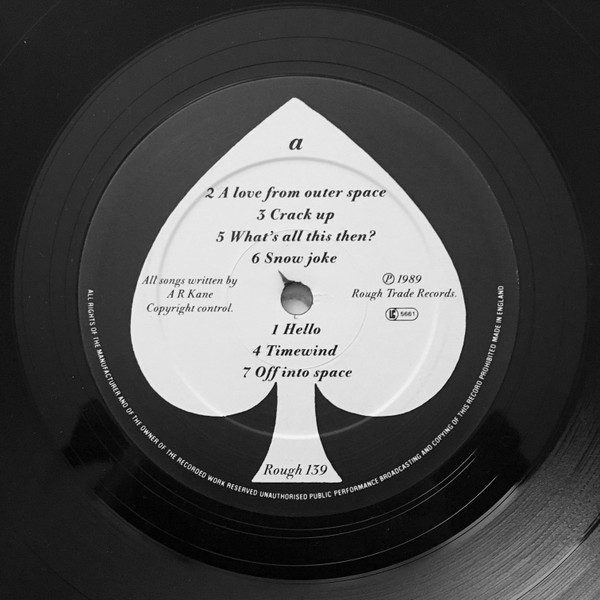 a
2 A love from outer space
3 Crack up
5 What's all this then?
6 Snow joke
All songs written by
A R Kane
Copyright control.
℗ 1989
Rough Trade Records.
LC 5661
1 Hello
4 Timewind
7 Off into space
Rough 139
ALL RIGHTS OF THE MANUFACTURER AND OF THE OWNER OF THE RECORDED WORK RESERVED UNAUTHORISED PUBLIC PERFORMANCE BROADCASTING AND COPYING OF THIS RECORD PROHIBITED MADE IN ENGLAND